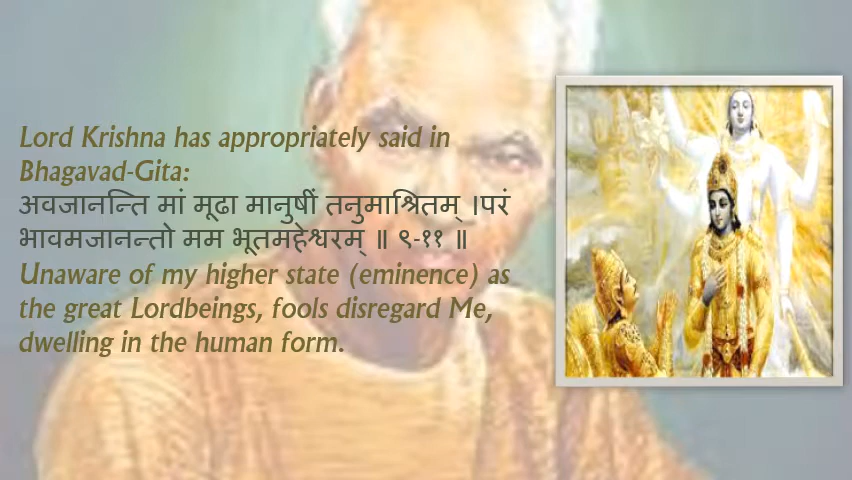 Lord Krishna has appropriately said in
Bhagavad-Gita:
अवजानन्ति मां मूढा मानुषीं तनुमाश्रितम् ।परं
भावमजानन्तो मम भूतमहेश्वरम् ॥ ९-११ ॥
Unaware of my higher state (eminence) as
the great Lordbeings, fools disregard Me,
dwelling in the human form.